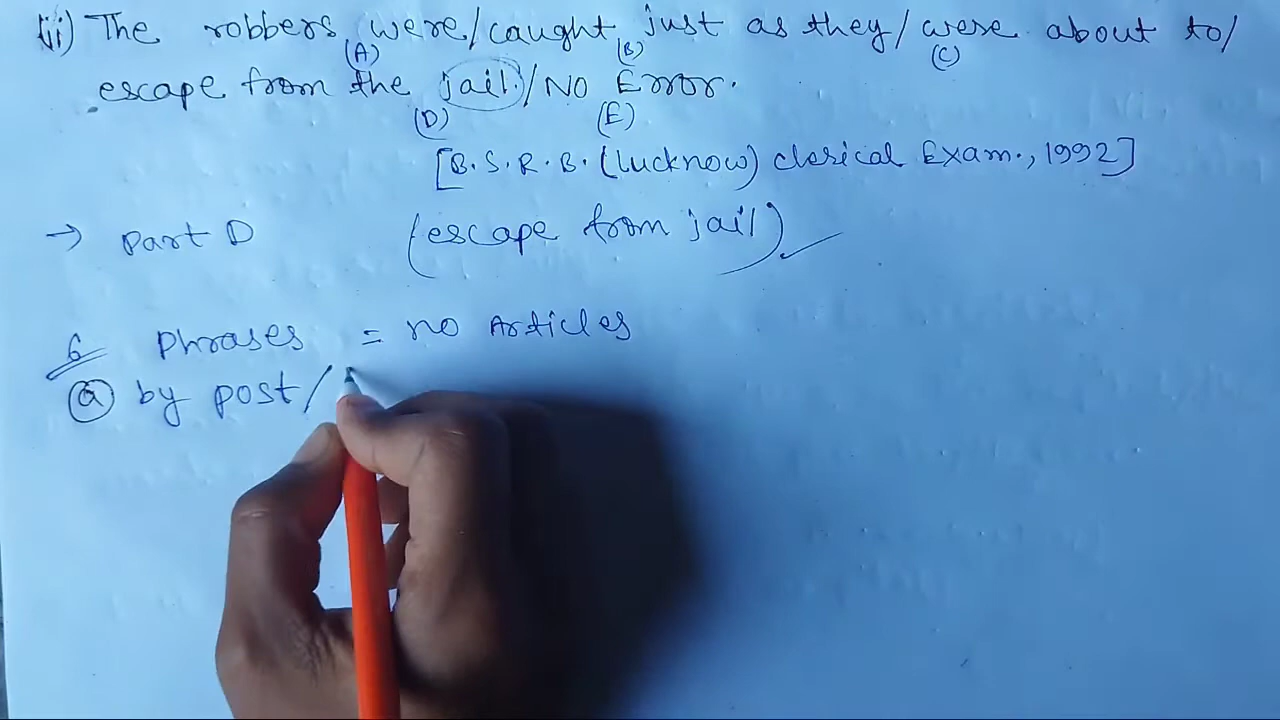 (ii) The robbers were/caught just as they/were about to/
(A) (B) (C)
escape from the jail./NO Error.
(D) (E)
[B.S.R.B. (Lucknow) clerical Exam., 1992]
→ Part D (escape from jail)
6 Phrases = no Articles
(a) by post/